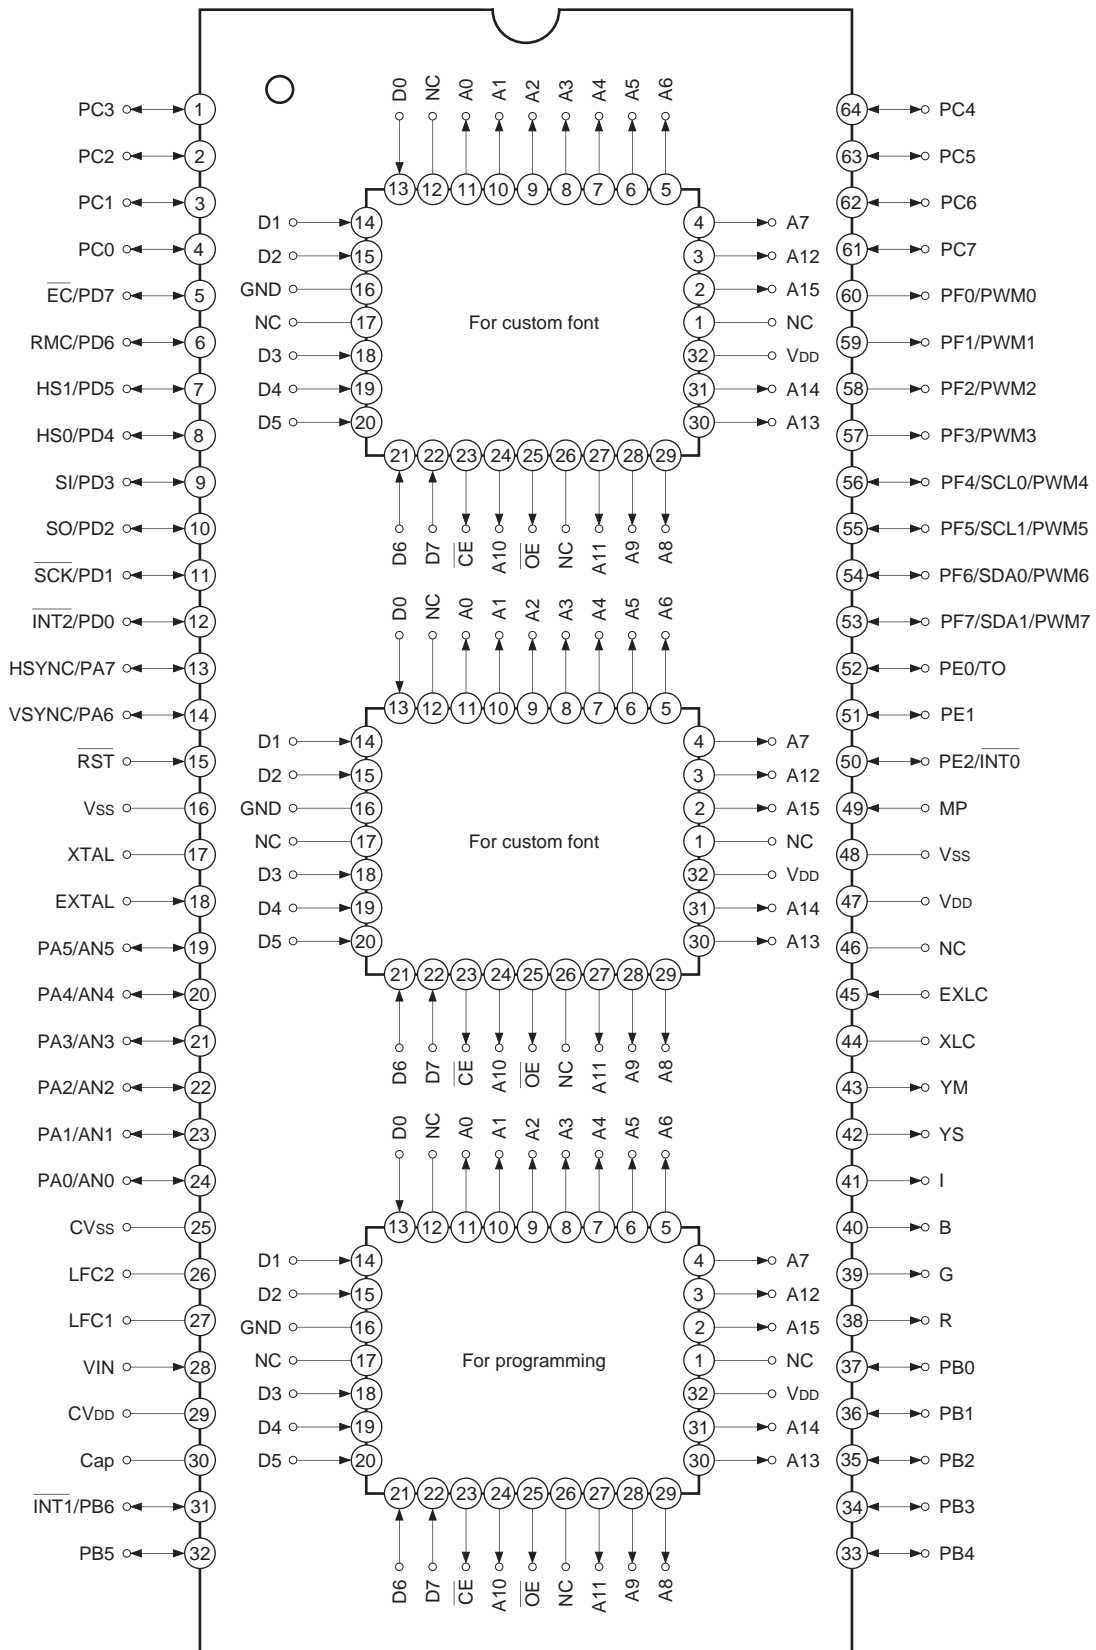 PC3 1
PC2 2
PC1 3
PC0 4
EC/PD7 5
RMC/PD6 6
HS1/PD5 7
HS0/PD4 8
SI/PD3 9
SO/PD2 10
SCK/PD1 11
INT2/PD0 12
HSYNC/PA7 13
VSYNC/PA6 14
RST 15
Vss 16
XTAL 17
EXTAL 18
PA5/AN5 19
PA4/AN4 20
PA3/AN3 21
PA2/AN2 22
PA1/AN1 23
PA0/AN0 24
CVss 25
LFC2 26
LFC1 27
VIN 28
CVDD 29
Cap 30
INT1/PB6 31
PB5 32
D0 NC A0 A1 A2 A3 A4 A5 A6
13 12 11 10 9 8 7 6 5
D1 14
D2 15
GND 16
NC 17
D3 18
D4 19
D5 20
For custom font
4 A7
3 A12
2 A15
1 NC
32 VDD
31 A14
30 A13
21 22 23 24 25 26 27 28 29
D6 D7 CE A10 OE NC A11 A9 A8
D0 NC A0 A1 A2 A3 A4 A5 A6
13 12 11 10 9 8 7 6 5
D1 14
D2 15
GND 16
NC 17
D3 18
D4 19
D5 20
For custom font
4 A7
3 A12
2 A15
1 NC
32 VDD
31 A14
30 A13
21 22 23 24 25 26 27 28 29
D6 D7 CE A10 OE NC A11 A9 A8
D0 NC A0 A1 A2 A3 A4 A5 A6
13 12 11 10 9 8 7 6 5
D1 14
D2 15
GND 16
NC 17
D3 18
D4 19
D5 20
For programming
4 A7
3 A12
2 A15
1 NC
32 VDD
31 A14
30 A13
21 22 23 24 25 26 27 28 29
D6 D7 CE A10 OE NC A11 A9 A8
64 PC4
63 PC5
62 PC6
61 PC7
60 PF0/PWM0
59 PF1/PWM1
58 PF2/PWM2
57 PF3/PWM3
56 PF4/SCL0/PWM4
55 PF5/SCL1/PWM5
54 PF6/SDA0/PWM6
53 PF7/SDA1/PWM7
52 PE0/TO
51 PE1
50 PE2/INT0
49 MP
48 Vss
47 VDD
46 NC
45 EXLC
44 XLC
43 YM
42 YS
41 I
40 B
39 G
38 R
37 PB0
36 PB1
35 PB2
34 PB3
33 PB4